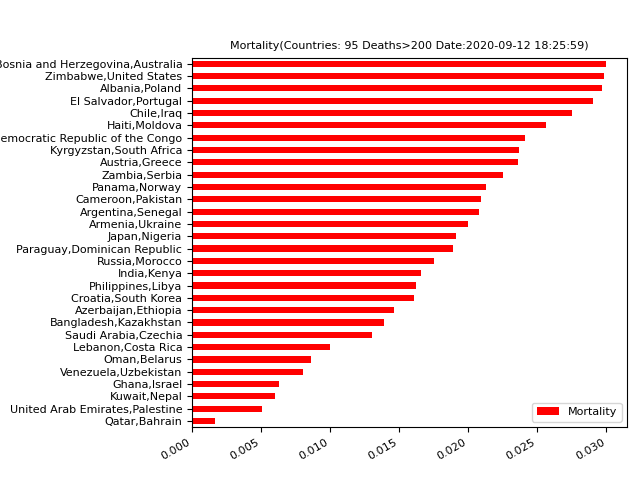 Mortality(Countries: 95 Deaths>200 Date:2020-09-12 18:25:59)
Bosnia and Herzegovina,Australia
Zimbabwe,United States
Albania,Poland
El Salvador,Portugal
Chile,Iraq
Haiti,Moldova
Democratic Republic of the Congo
Kyrgyzstan,South Africa
Austria,Greece
Zambia,Serbia
Panama,Norway
Cameroon,Pakistan
Argentina,Senegal
Armenia,Ukraine
Japan,Nigeria
Paraguay,Dominican Republic
Russia,Morocco
India,Kenya
Philippines,Libya
Croatia,South Korea
Azerbaijan,Ethiopia
Bangladesh,Kazakhstan
Saudi Arabia,Czechia
Lebanon,Costa Rica
Oman,Belarus
Venezuela,Uzbekistan
Ghana,Israel
Kuwait,Nepal
United Arab Emirates,Palestine
Qatar,Bahrain
Mortality
0.000 0.005 0.010 0.015 0.020 0.025 0.030